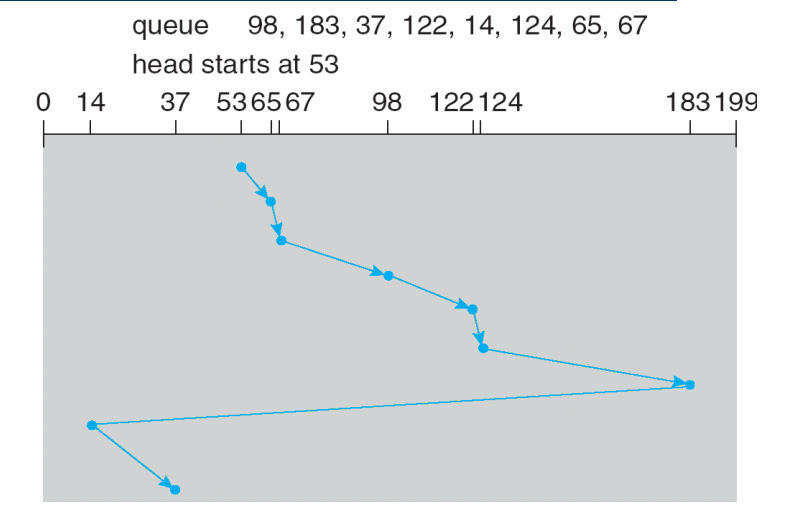 queue 98, 183, 37, 122, 14, 124, 65, 67
head starts at 53
0 14 37 53 65 67 98 122 124 183 199